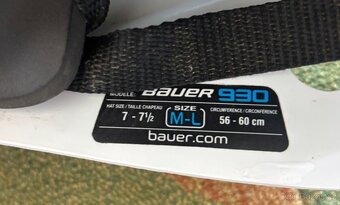 MODÈLE: BAUER 930
HAT SIZE / TAILLE CHAPEAU SIZE CIRCUMFERENCE / CIRCONFÉRENCE
7 - 7½ M-L 56 - 60 cm
bauer.com